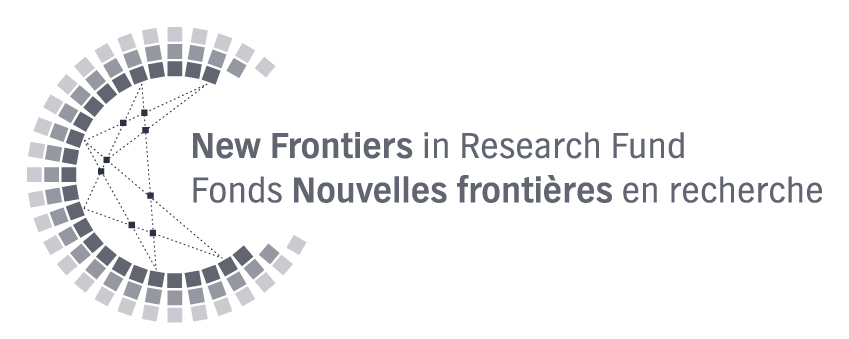 New Frontiers in Research Fund
Fonds Nouvelles frontières en recherche